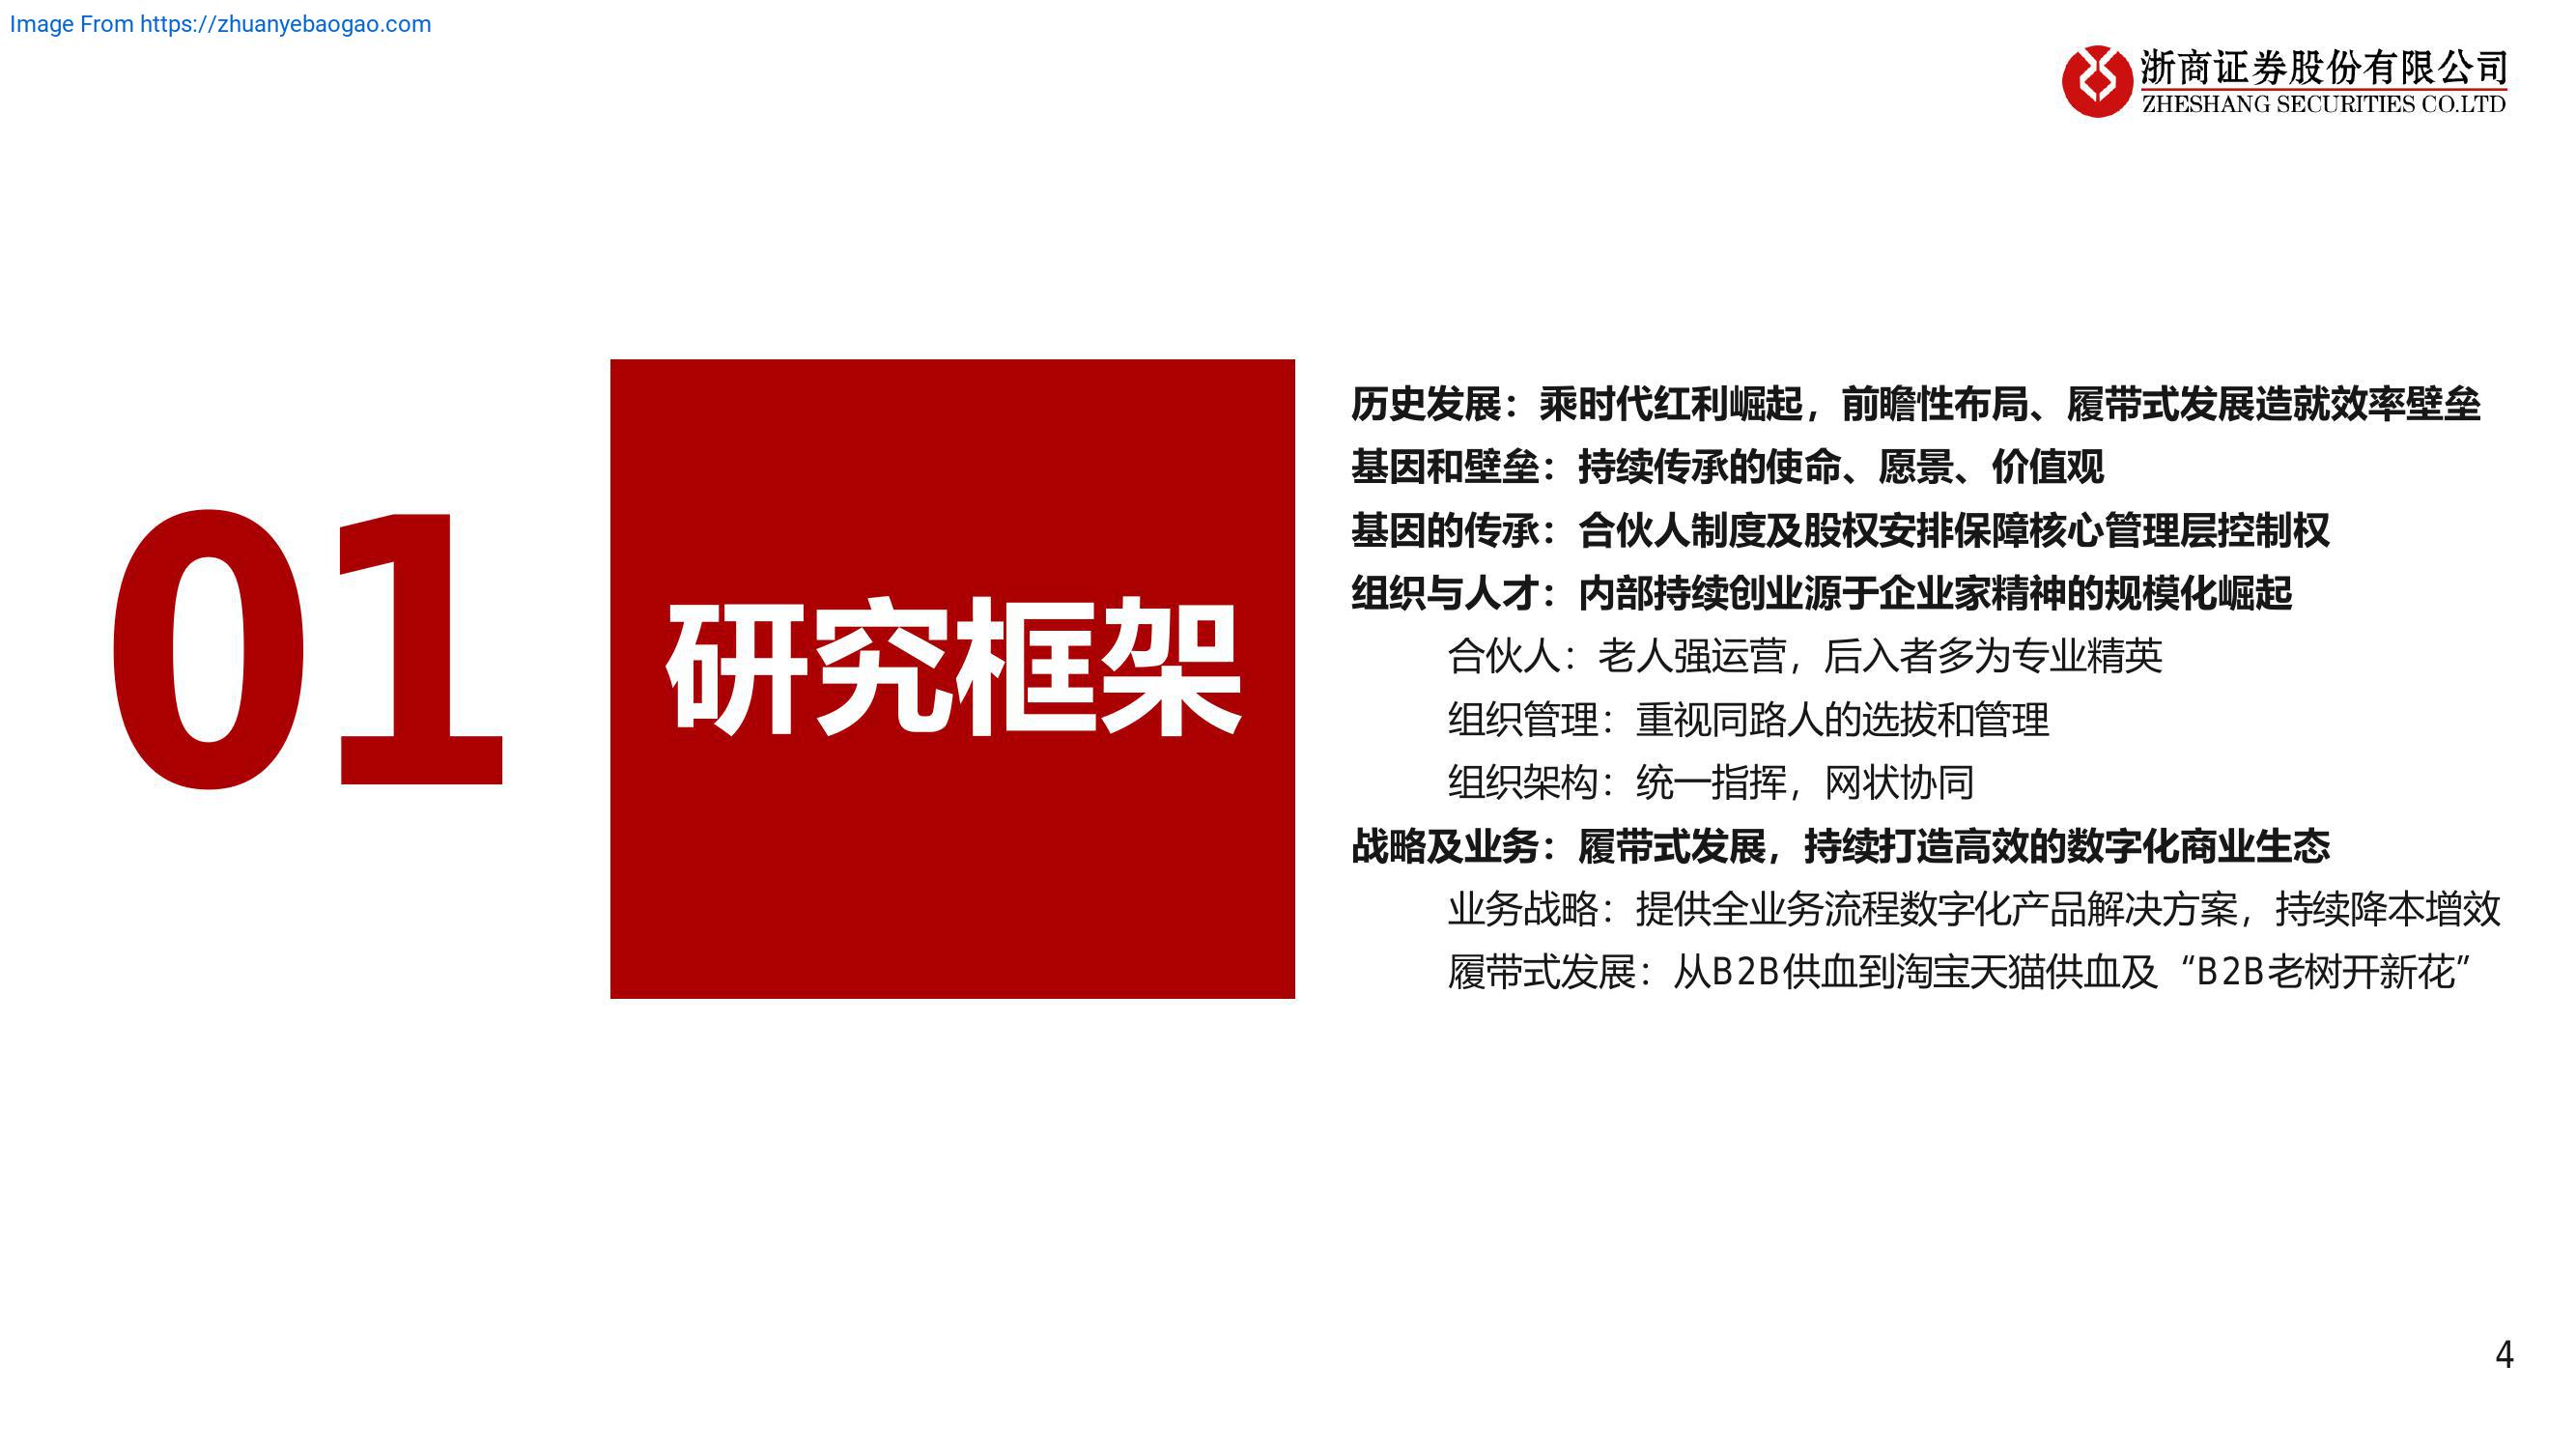 Image From https://zhuanyebaogao.com
浙商证券股份有限公司
ZHESHANG SECURITIES CO.LTD
01
研究框架
历史发展：乘时代红利崛起，前瞻性布局、履带式发展造就效率壁垒
基因和壁垒：持续传承的使命、愿景、价值观
基因的传承：合伙人制度及股权安排保障核心管理层控制权
组织与人才：内部持续创业源于企业家精神的规模化崛起
合伙人：老人强运营，后入者多为专业精英
组织管理：重视同路人的选拔和管理
组织架构：统一指挥，网状协同
战略及业务：履带式发展，持续打造高效的数字化商业生态
业务战略：提供全业务流程数字化产品解决方案，持续降本增效
履带式发展：从B2B供血到淘宝天猫供血及“B2B老树开新花”
4